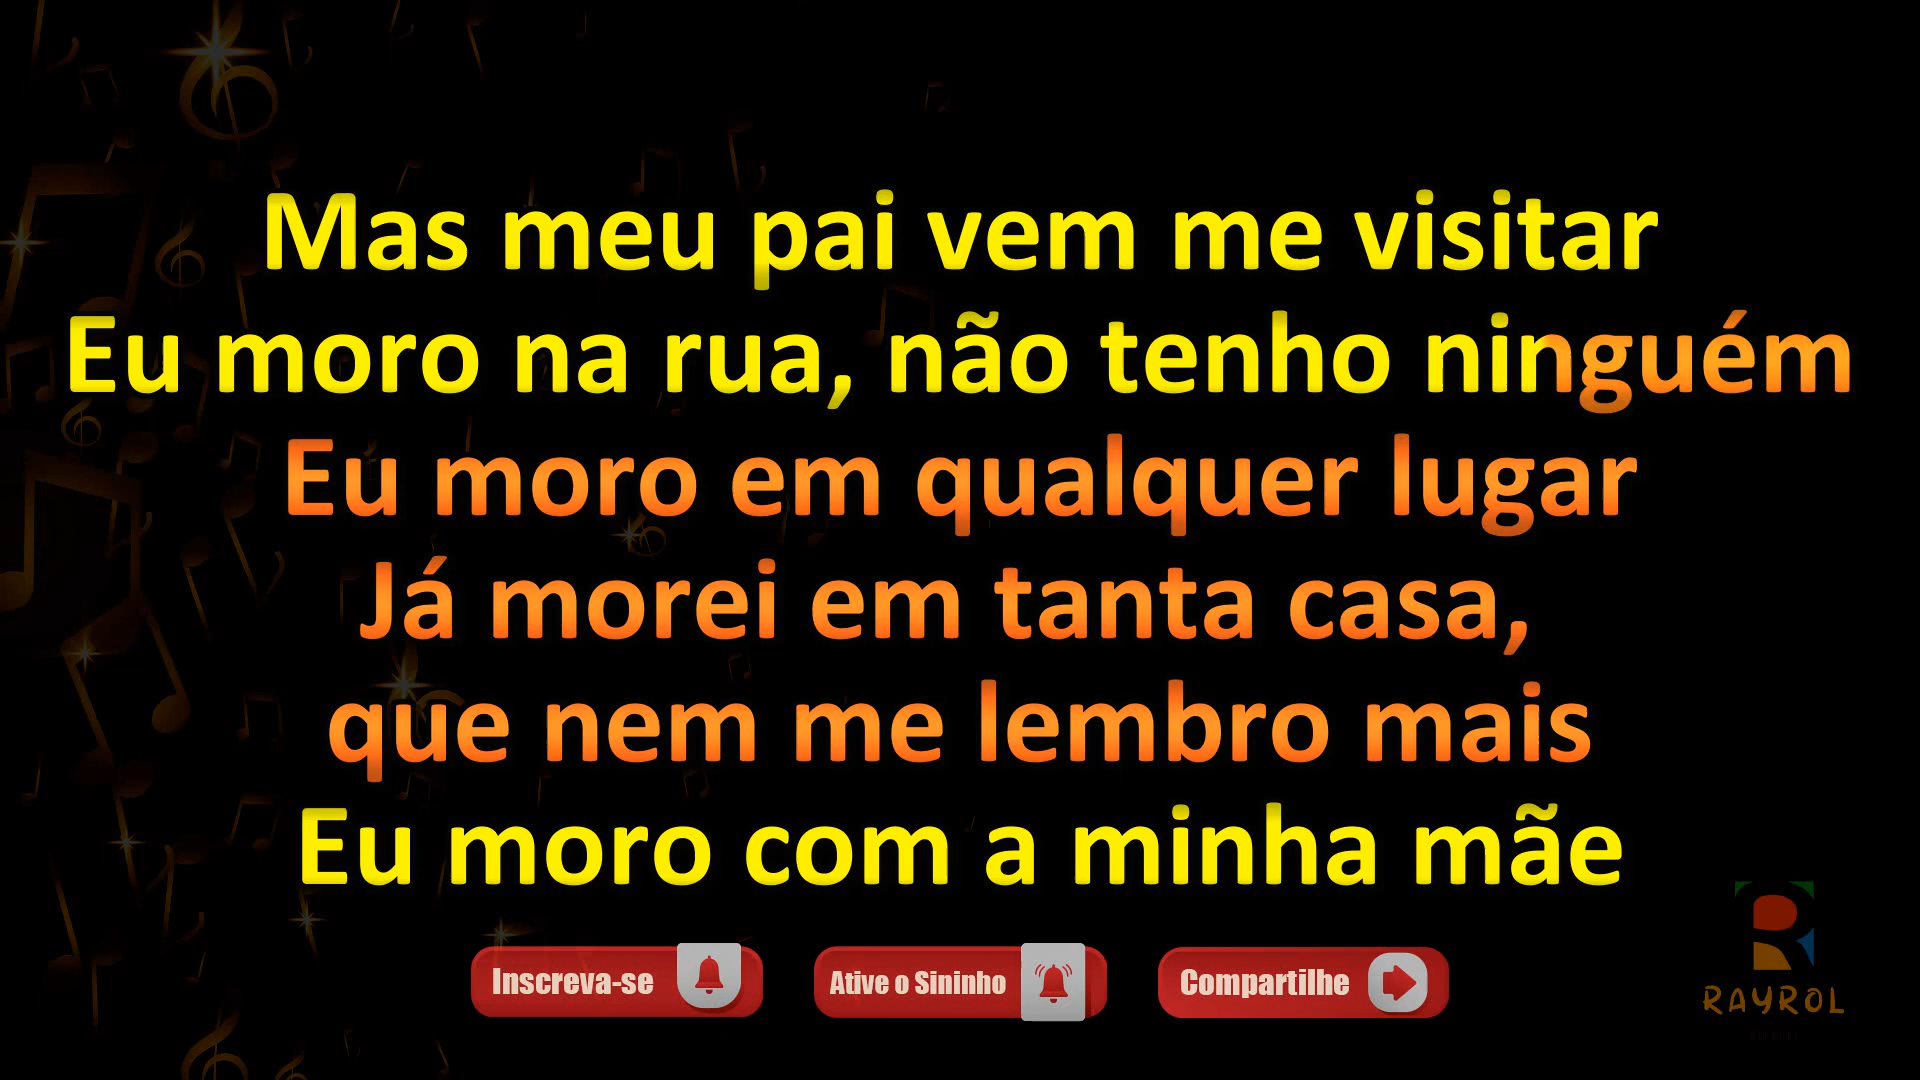 Mas meu pai vem me visitar
Eu moro na rua, não tenho ninguém
Eu moro em qualquer lugar
Já morei em tanta casa,
que nem me lembro mais
Eu moro com a minha mãe
Inscreva-se
Ative o Sininho
Compartilhe
RAYROL